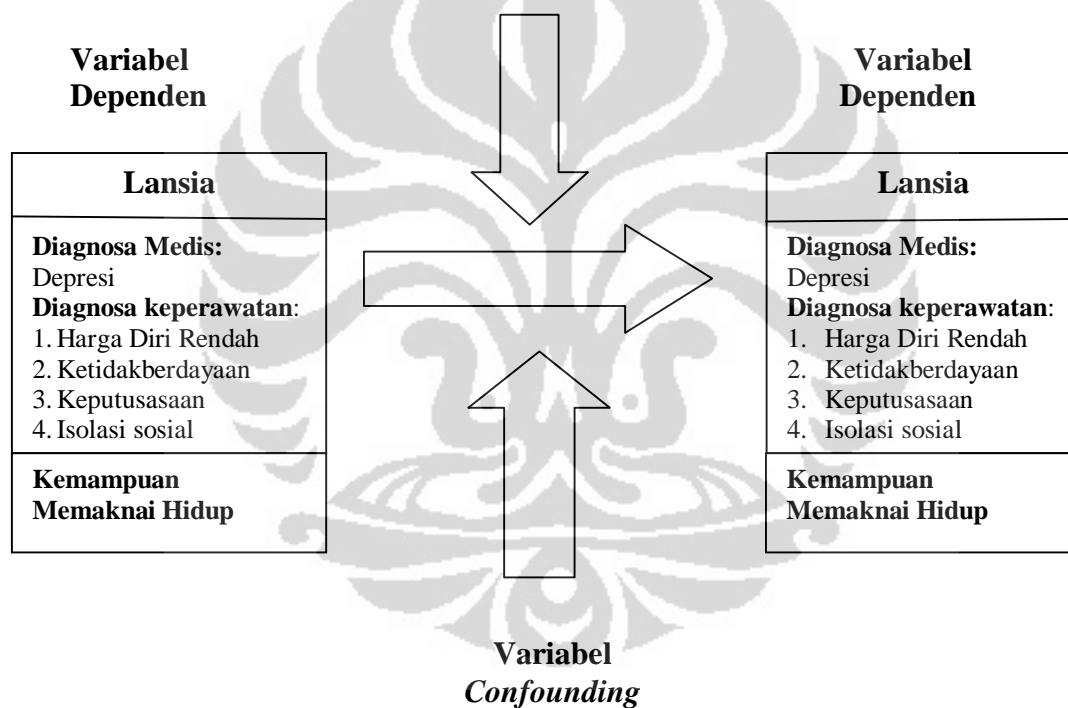 Variabel
Dependen
Lansia
Diagnosa Medis:
Depresi
Diagnosa keperawatan:
1. Harga Diri Rendah
2. Ketidakberdayaan
3. Keputusasaan
4. Isolasi sosial
Kemampuan
Memaknai Hidup
Variabel
Dependen
Lansia
Diagnosa Medis:
Depresi
Diagnosa keperawatan:
1. Harga Diri Rendah
2. Ketidakberdayaan
3. Keputusasaan
4. Isolasi sosial
Kemampuan
Memaknai Hidup
Variabel
Confounding